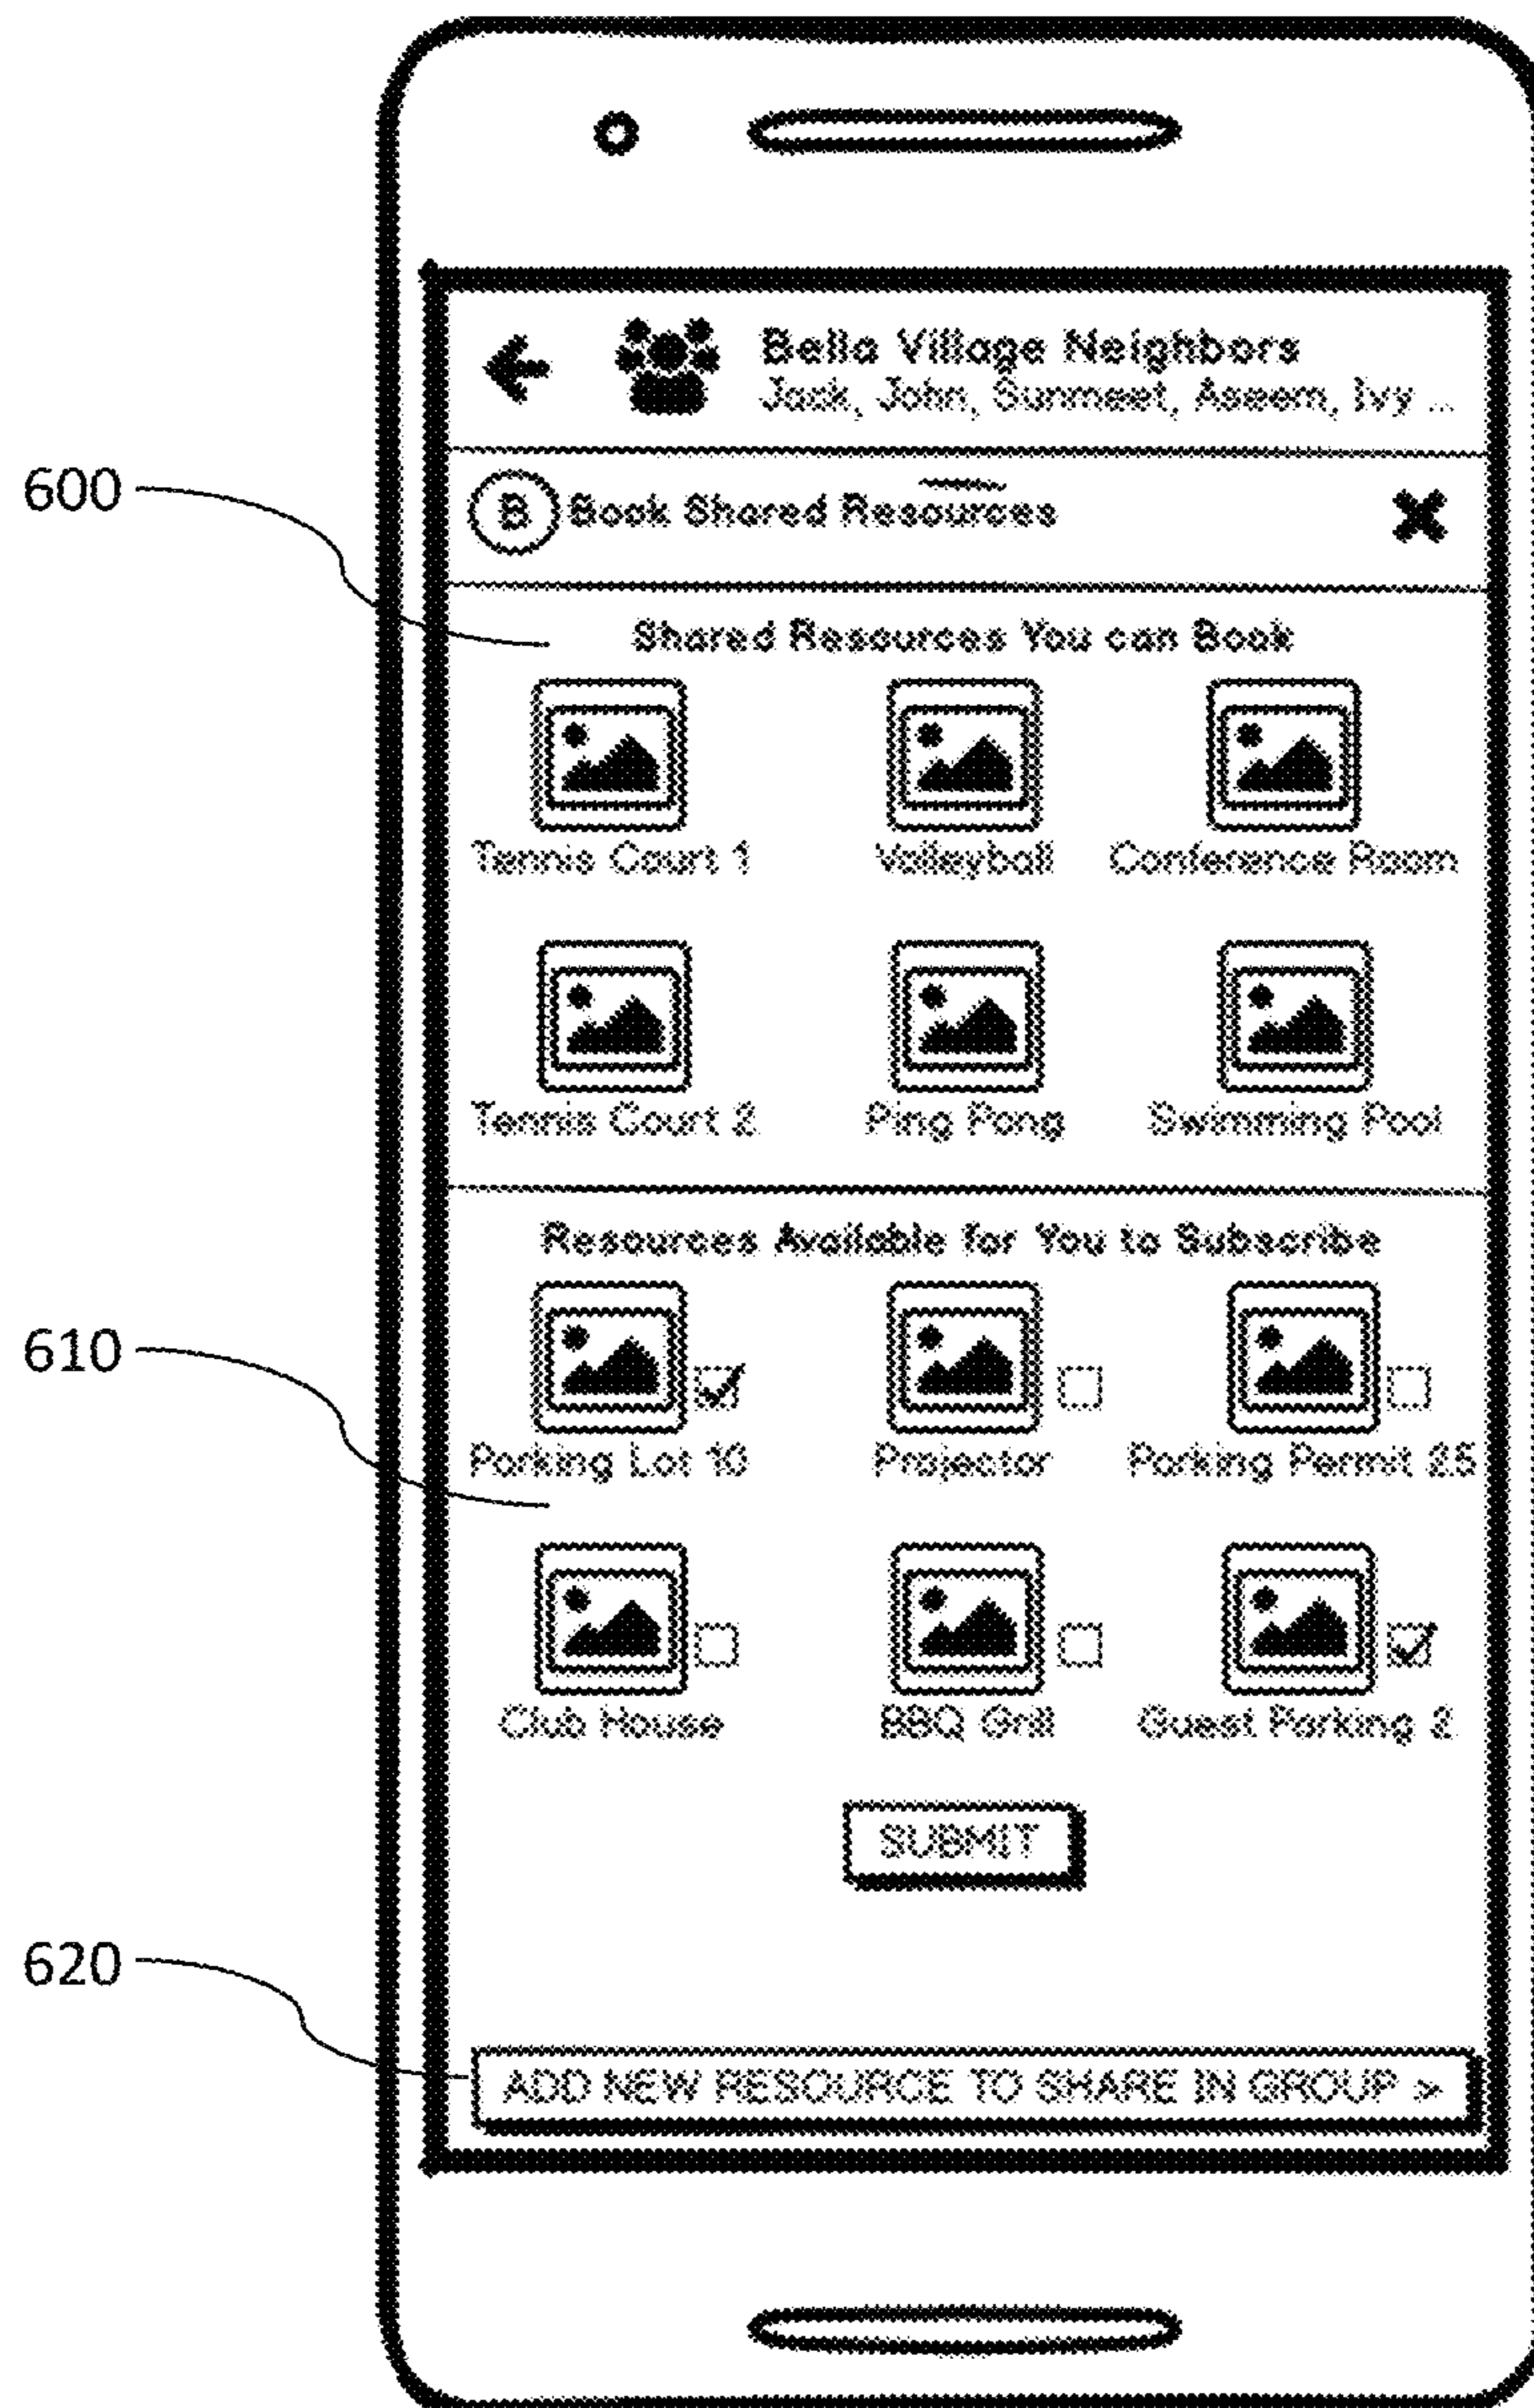 Bella Village Neighbors
Jack, John, Sunmeet, Aseem, Ivy ...
600
B Book Shared Resources
Shared Resources You can Book
Tennis Court 1 Volleyball Conference Room
Tennis Court 2 Ping Pong Swimming Pool
Resources Available for You to Subscribe
610
Parking Lot 10 Projector Parking Permit 25
Club House BBQ Grill Guest Parking 2
SUBMIT
620
ADD NEW RESOURCE TO SHARE IN GROUP >